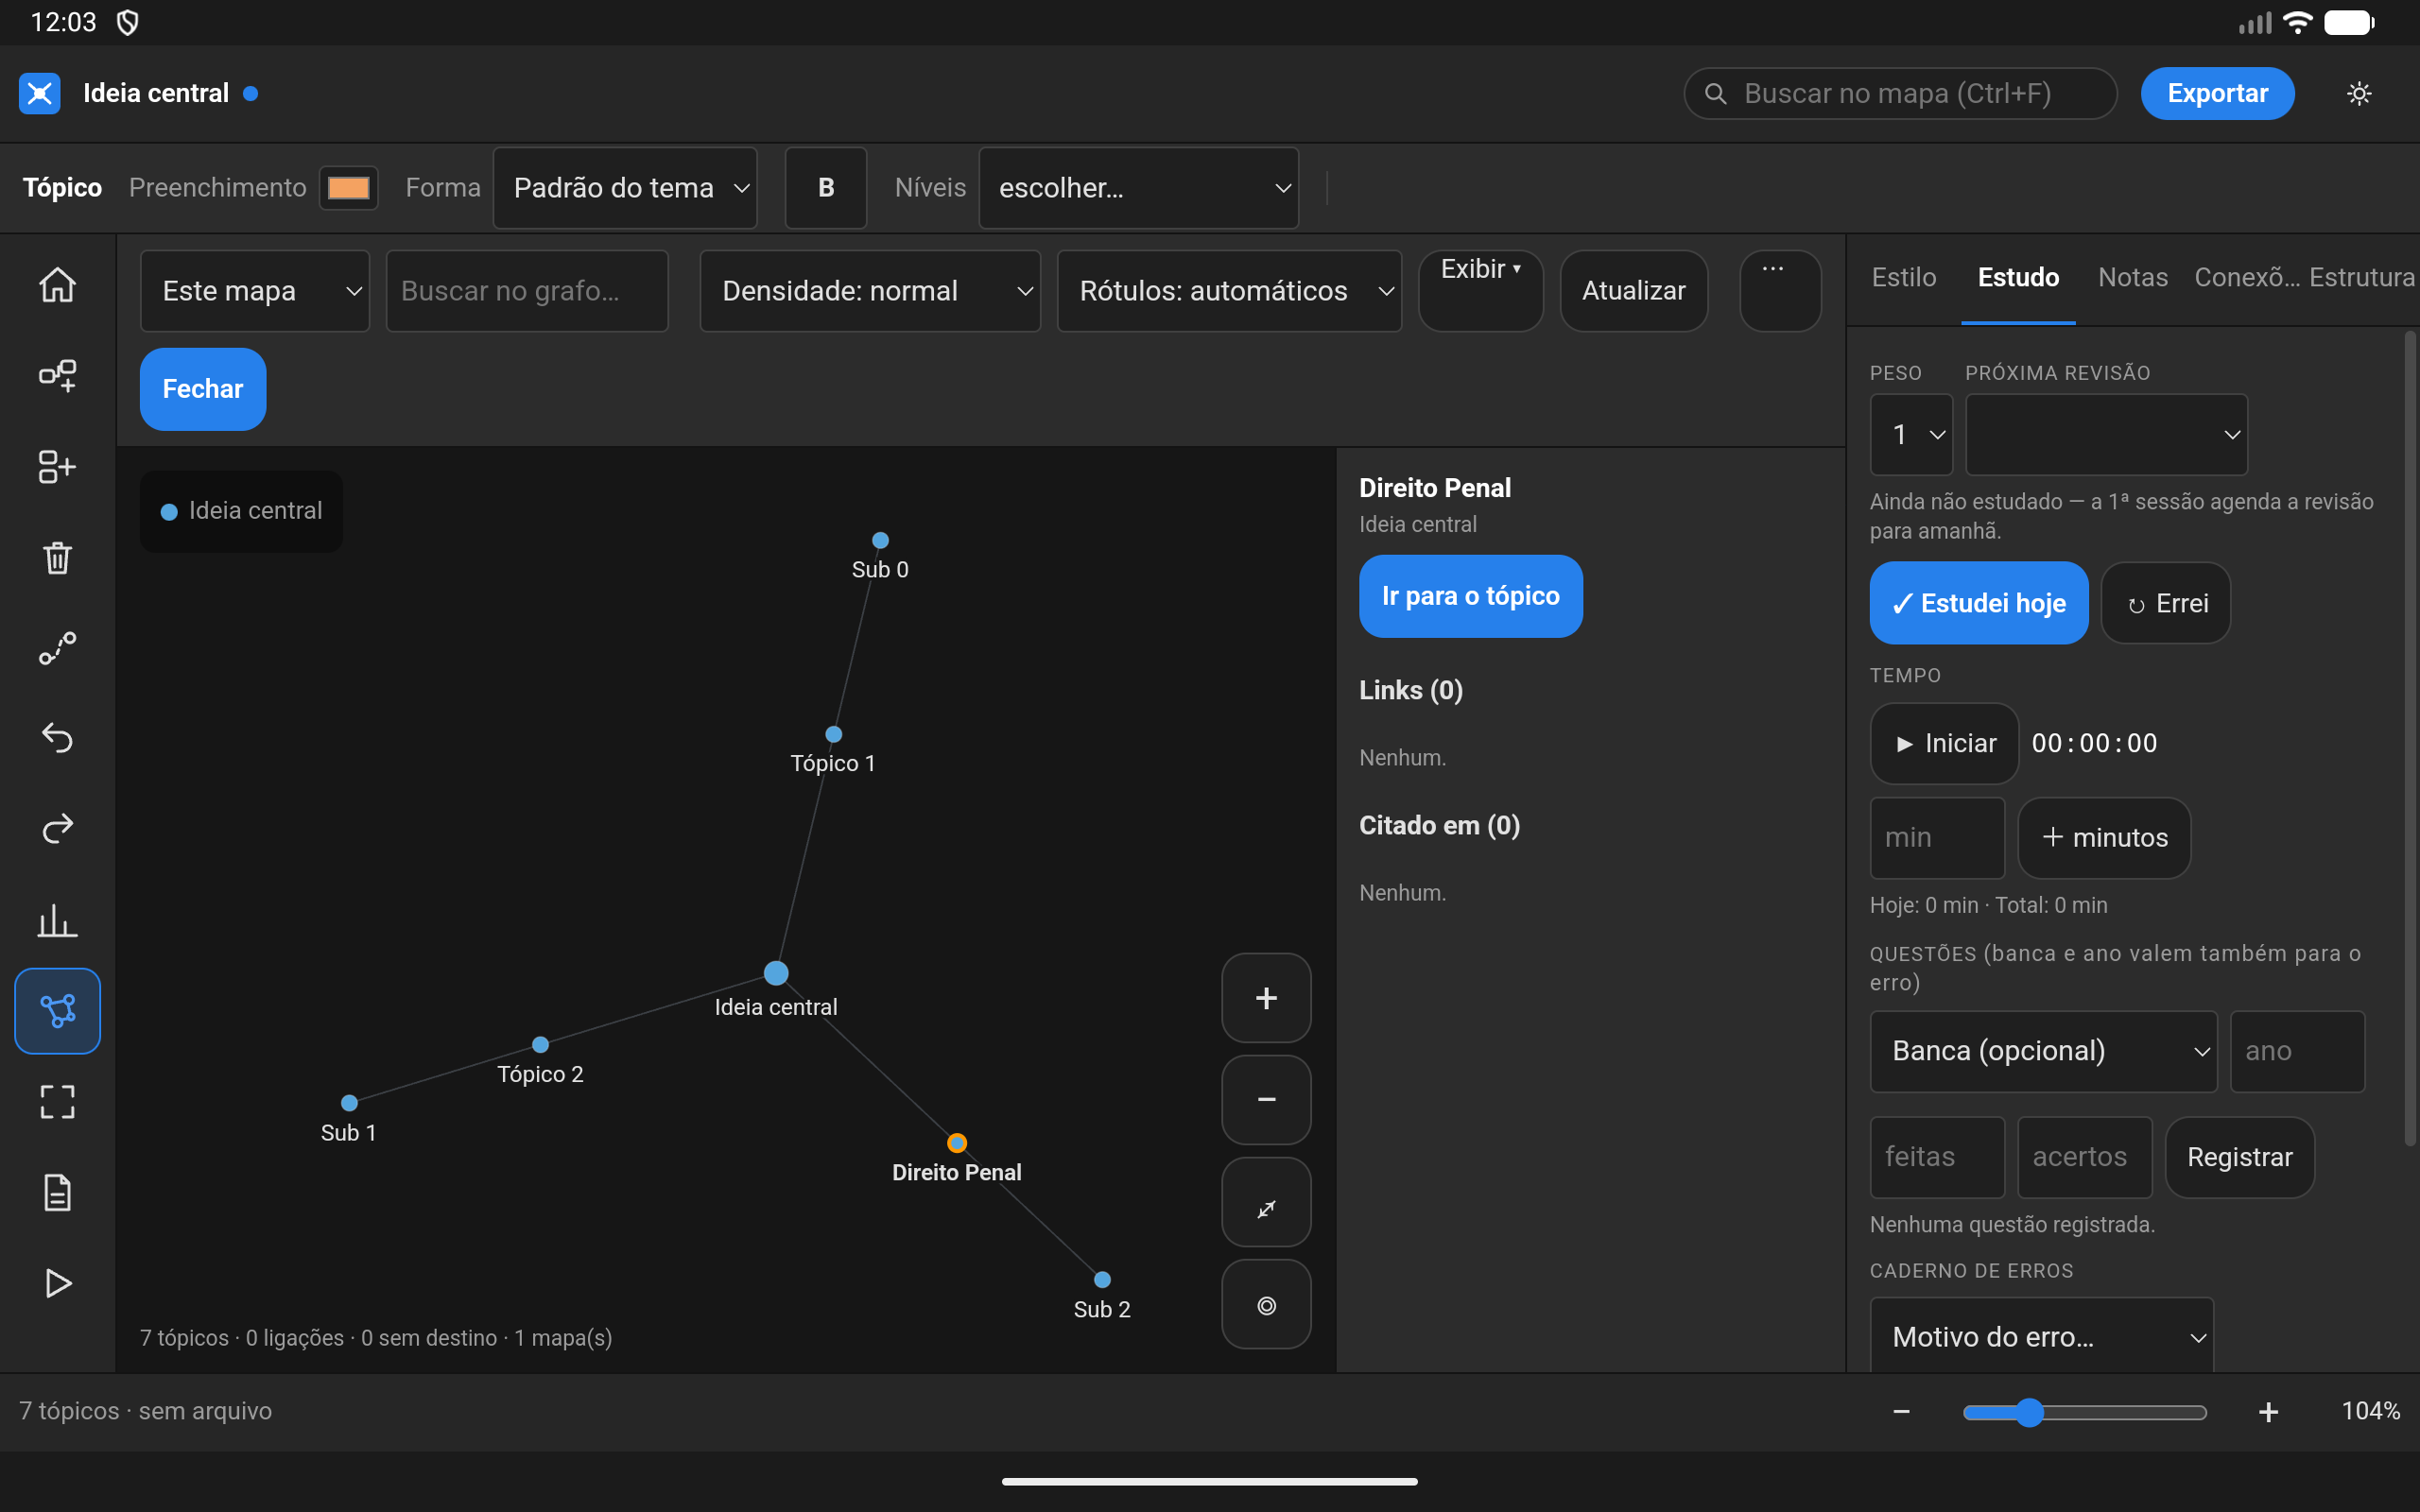 12:03
Ideia central
Buscar no mapa (Ctrl+F)
Exportar
Tópico
Preenchimento
Forma
Padrão do tema
B
Níveis
escolher...
Este mapa
Buscar no grafo...
Densidade: normal
Rótulos: automáticos
Exibir ▾
Atualizar
...
Fechar
Estilo
Estudo
Notas
Conexõ...
Estrutura
Ideia central
Sub 0
Tópico 1
Ideia central
Tópico 2
Sub 1
Direito Penal
Sub 2
7 tópicos · 0 ligações · 0 sem destino · 1 mapa(s)
Direito Penal
Ideia central
Ir para o tópico
Links (0)
Nenhum.
Citado em (0)
Nenhum.
+
−
PESO
PRÓXIMA REVISÃO
1
Ainda não estudado — a 1ª sessão agenda a revisão
para amanhã.
✓ Estudei hoje
↻ Errei
TEMPO
▶ Iniciar
00:00:00
min
+ minutos
Hoje: 0 min · Total: 0 min
QUESTÕES (banca e ano valem também para o
erro)
Banca (opcional)
ano
feitas
acertos
Registrar
Nenhuma questão registrada.
CADERNO DE ERROS
Motivo do erro...
7 tópicos · sem arquivo
−
+
104%